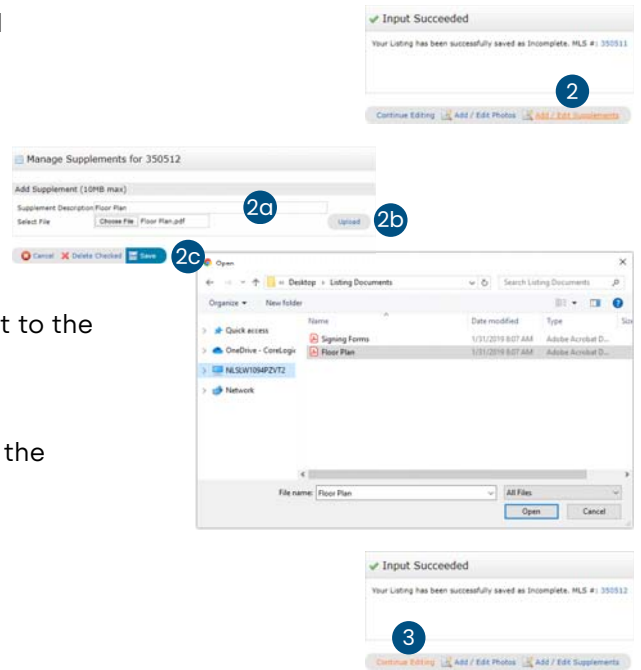 Input Succeeded
Your Listing has been successfully saved as Incomplete. MLS #: 350511
2
Continue Editing Add / Edit Photos Add / Edit Supplements
Manage Supplements for 350512
Add Supplement (10MB max)
Supplement Description Floor Plan
2a
Select File Choose File Floor Plan.pdf Upload
2b
Cancel Delete Checked Save
2c
Open
« Desktop › Listing Documents Search Listing Documents
Organize New folder
Name Date modified Type
Quick access
Signing Forms 1/31/2019 8:07 AM Adobe Acrobat D...
OneDrive - CoreLogic
Floor Plan 1/31/2019 8:07 AM Adobe Acrobat D...
NLSLW1094PZVT2
Network
t to the
the
File name: Floor Plan All Files
Open Cancel
Input Succeeded
Your Listing has been successfully saved as Incomplete. MLS #: 350512
3
Continue Editing Add / Edit Photos Add / Edit Supplements